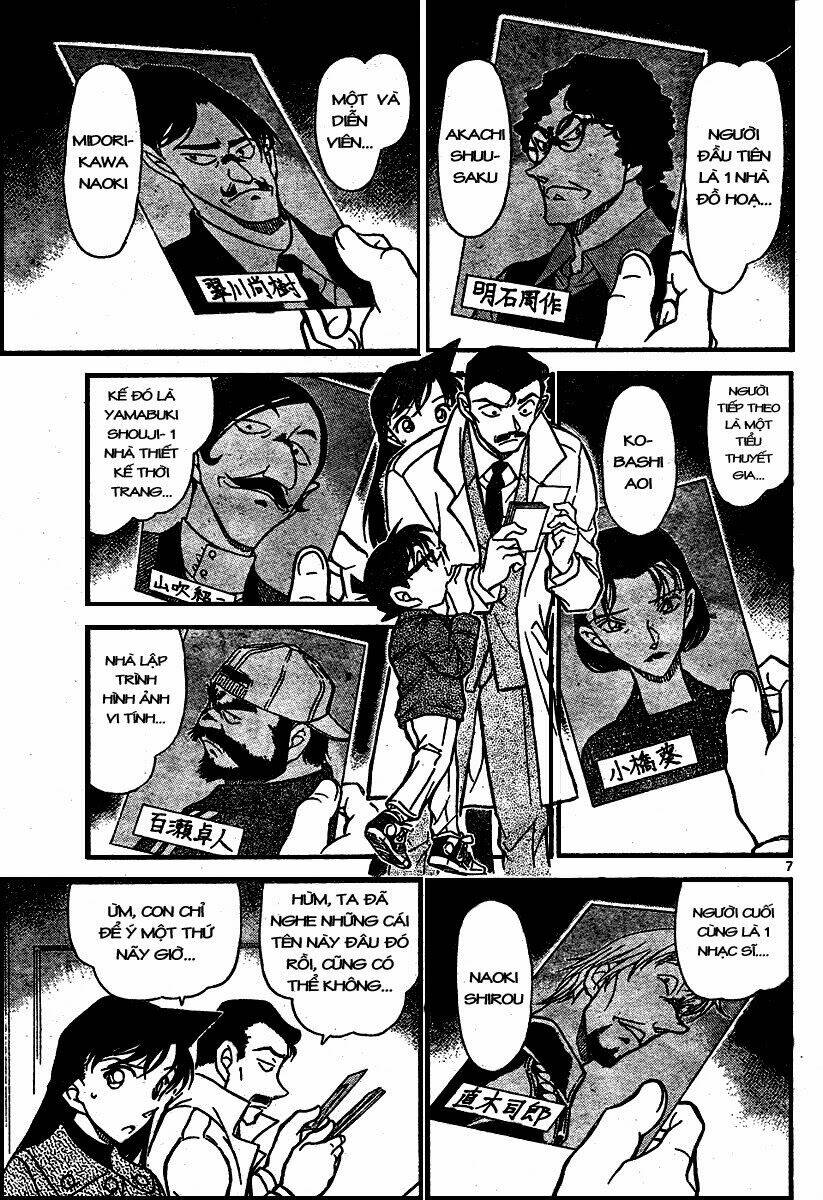 NGƯỜI
ĐẦU TIÊN
LÀ 1 NHÀ
ĐỒ HOẠ...
AKACHI
SHUU-
SAKU
明石周作
MỘT VÀ
DIỄN
VIÊN...
MIDORI-
KAWA
NAOKI
翠川尚樹
NGƯỜI
TIẾP THEO
LÀ MỘT
TIỂU
THUYẾT
GIA...
KO-
BASHI
AOI
小橋葵
KẾ ĐÓ LÀ
YAMABUKI
SHOUJI- 1
NHÀ THIẾT
KẾ THỜI
TRANG...
山吹紹二
NHÀ LẬP
TRÌNH
HÌNH ẢNH
VI TÍNH...
百瀬卓人
7
NGƯỜI CUỐI
CÙNG LÀ 1
NHẠC SĨ....
NAOKI
SHIROU
直木司郎
HỪM, TA ĐÃ
NGHE NHỮNG CÁI
TÊN NÀY ĐÂU ĐÓ
RỒI, CŨNG CÓ
THỂ KHÔNG...
ỪM, CON CHỈ
ĐỂ Ý MỘT THỨ
NÃY GIỜ...